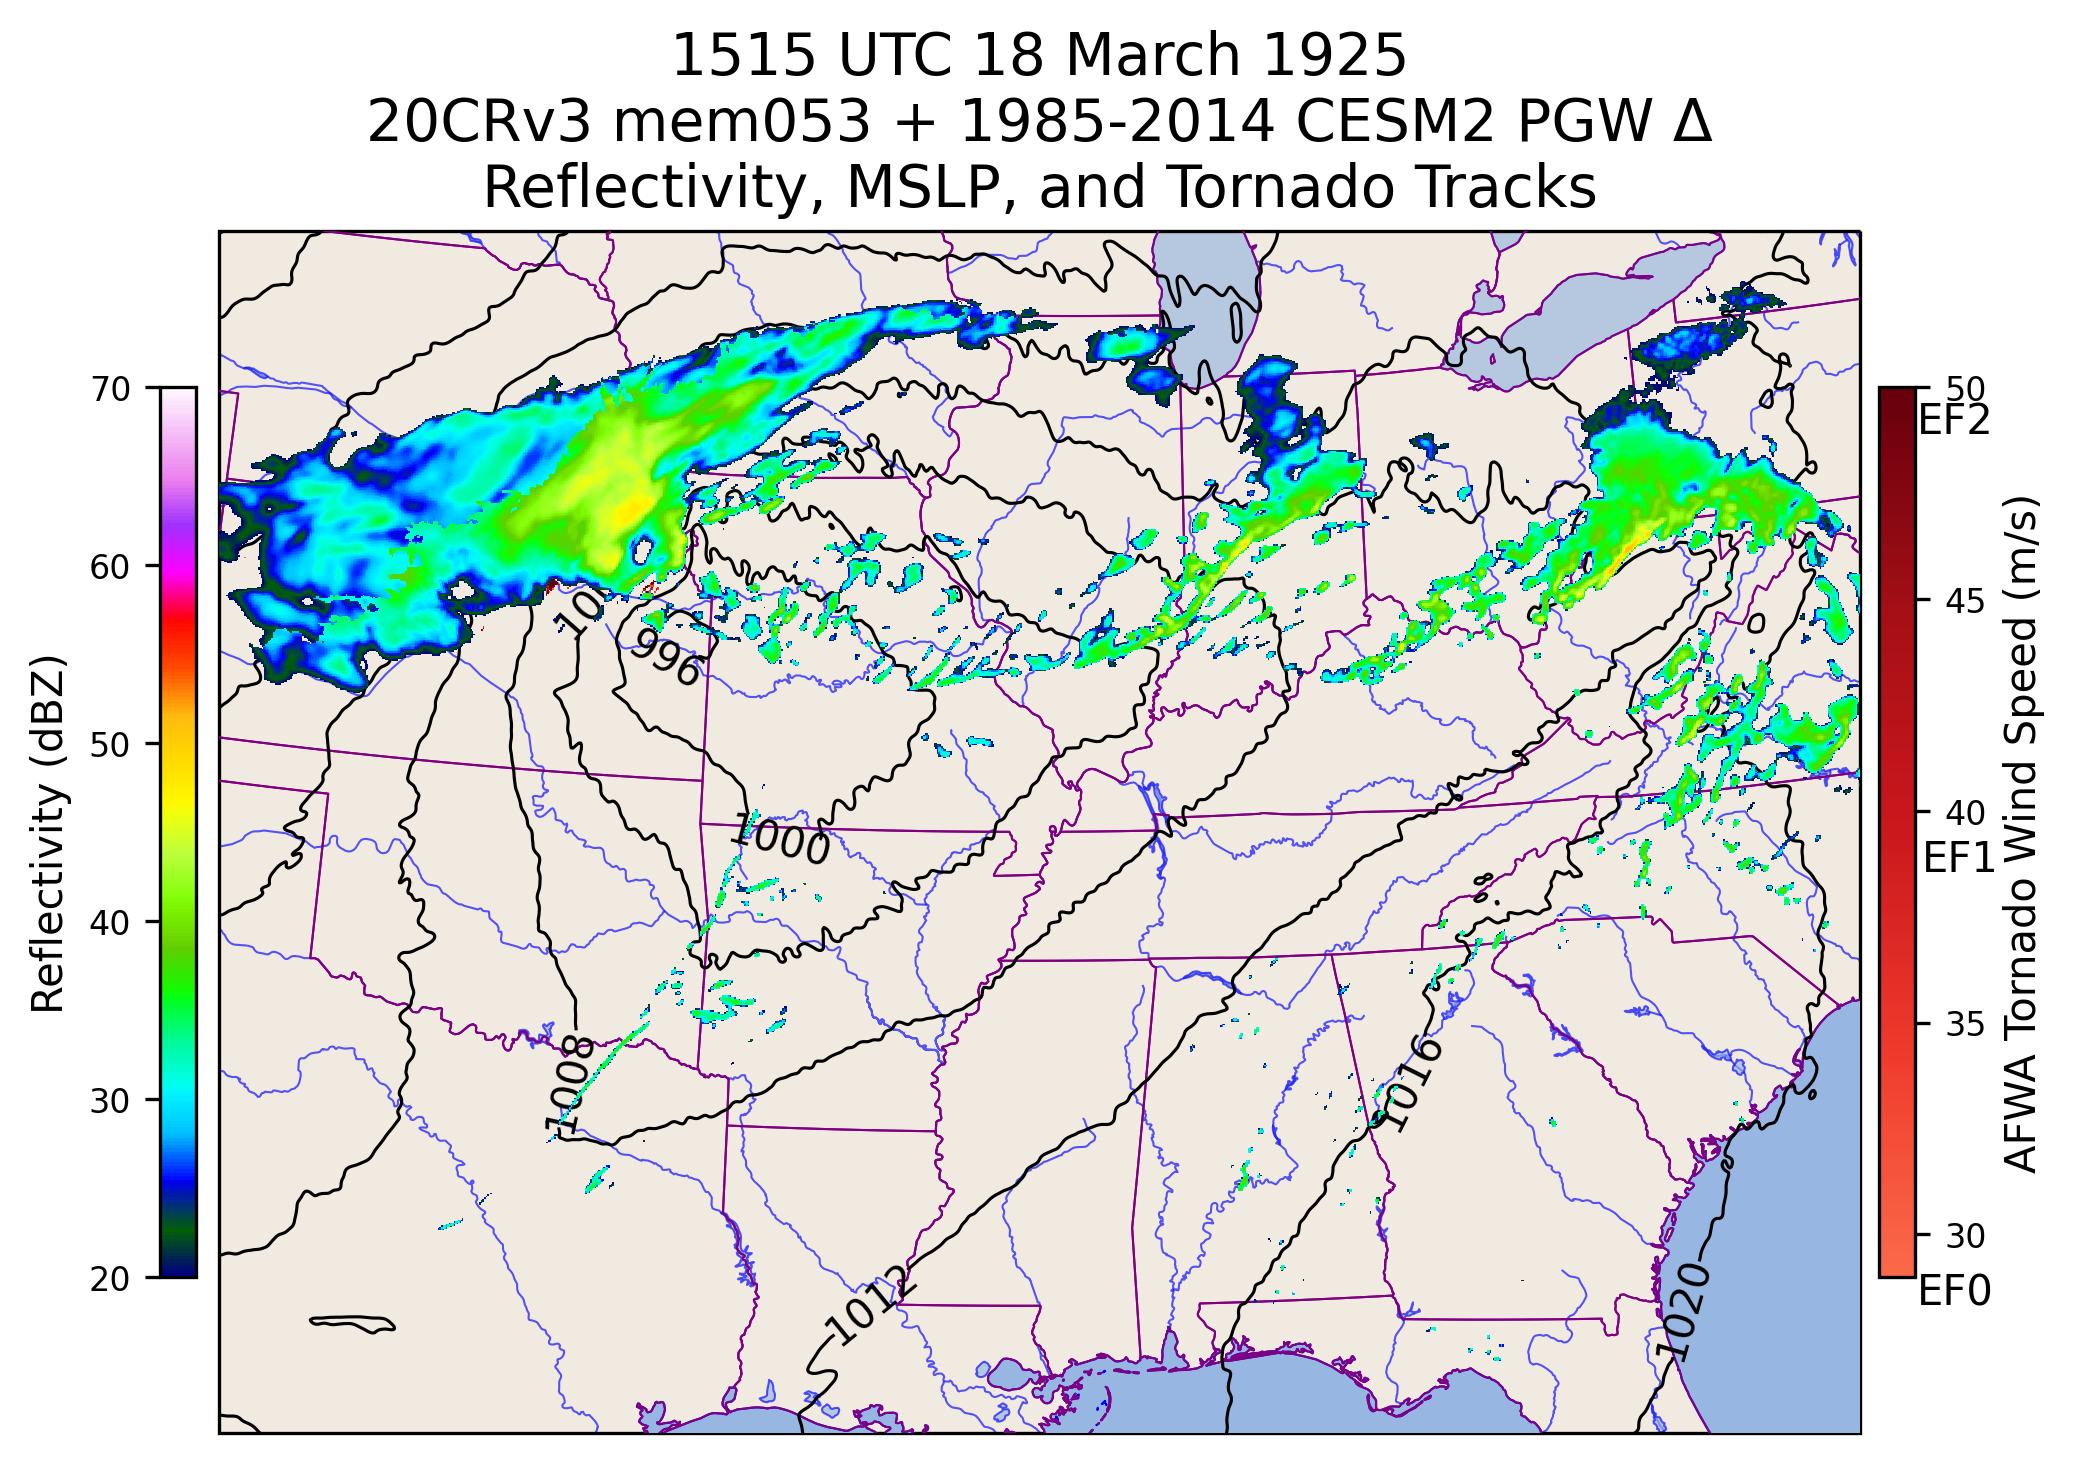 1515 UTC 18 March 1925
20CRv3 mem053 + 1985-2014 CESM2 PGW Δ
Reflectivity, MSLP, and Tornado Tracks
Reflectivity (dBZ)
70
60
50
40
30
20
996
1000
1008
1012
1016
1020
50
EF2
45
40
EF1
35
30
EF0
AFWA Tornado Wind Speed (m/s)